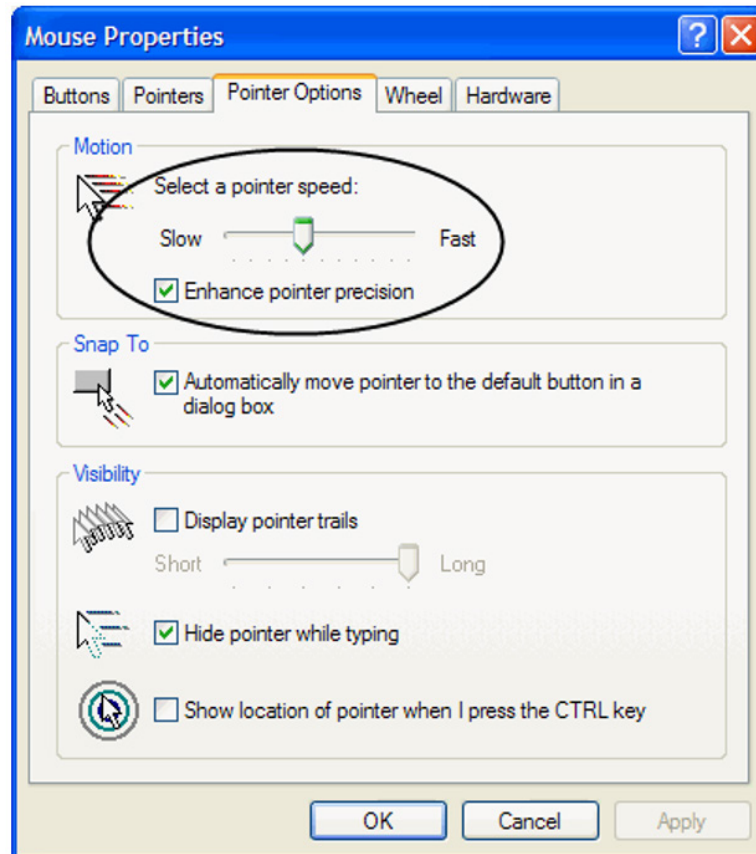 Mouse Properties
Buttons Pointers Pointer Options Wheel Hardware
Motion
Select a pointer speed:
Slow Fast
Enhance pointer precision
Snap To
Automatically move pointer to the default button in a
dialog box
Visibility
Display pointer trails
Short Long
Hide pointer while typing
Show location of pointer when I press the CTRL key
OK Cancel Apply